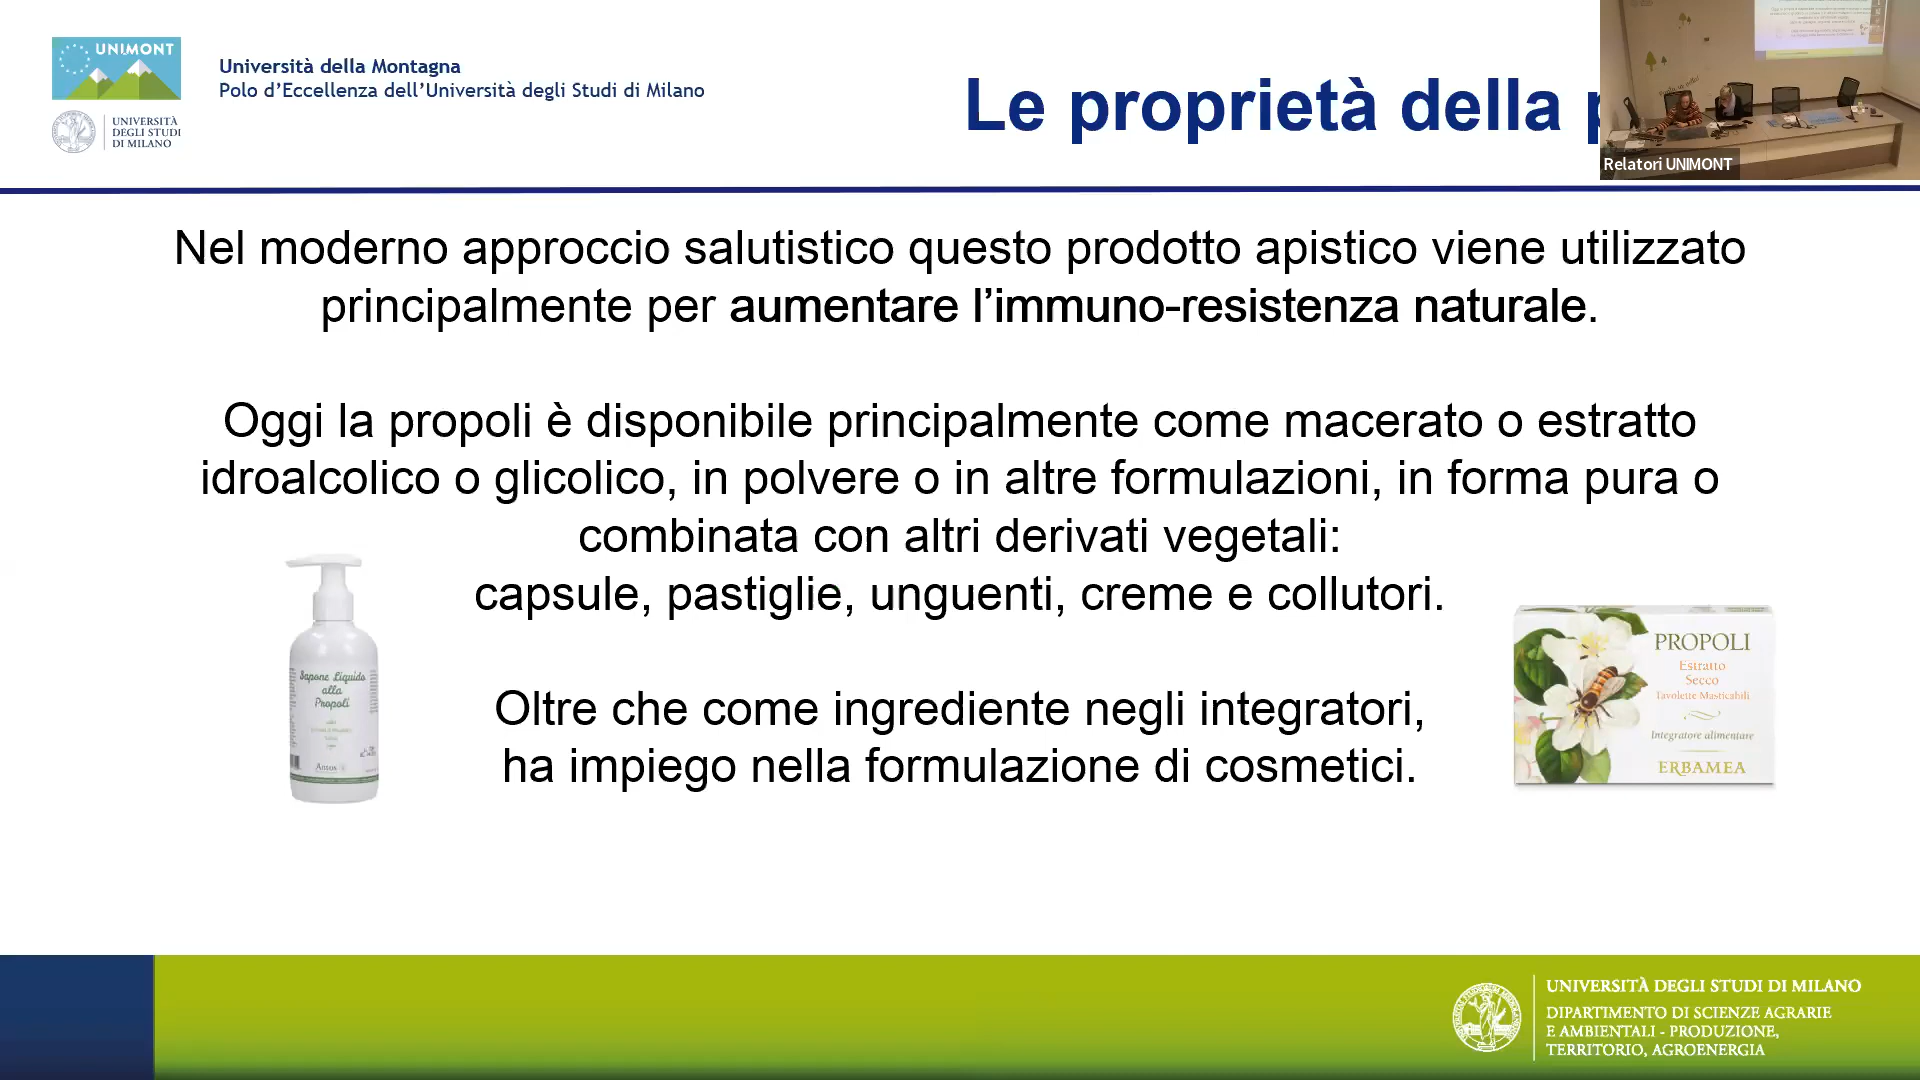 UNIMONT
Università della Montagna
Polo d'Eccellenza dell'Università degli Studi di Milano
UNIVERSITÀ
DEGLI STUDI
DI MILANO
Le proprietà della
Relatori UNIMONT
Nel moderno approccio salutistico questo prodotto apistico viene utilizzato
principalmente per aumentare l'immuno-resistenza naturale.
Oggi la propoli è disponibile principalmente come macerato o estratto
idroalcolico o glicolico, in polvere o in altre formulazioni, in forma pura o
combinata con altri derivati vegetali:
capsule, pastiglie, unguenti, creme e collutori.
Sapone Liquido
alla
Propoli
Oltre che come ingrediente negli integratori,
ha impiego nella formulazione di cosmetici.
PROPOLI
Estratto
Secco
Tavolette Masticabili
Integratore alimentare
ERBAMEA
UNIVERSITÀ DEGLI STUDI DI MILANO
DIPARTIMENTO DI SCIENZE AGRARIE
E AMBIENTALI - PRODUZIONE,
TERRITORIO, AGROENERGIA